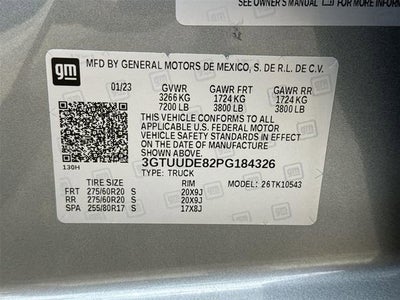 SEE OWNER'S MANUAL FOR MORE INFORMATION
gm
MFD BY GENERAL MOTORS DE MEXICO, S. DE R.L. DE C.V.
01/23 GVWR GAWR FRT GAWR RR
3266 KG 1724 KG 1724 KG
7200 LB 3800 LB 3800 LB
THIS VEHICLE CONFORMS TO ALL APPLICABLE
U.S. FEDERAL MOTOR VEHICLE
SAFETY STANDARDS IN
EFFECT ON THE DATE OF
MANUFACTURE SHOWN ABOVE.
3GTUUDE82PG184326
130H
TYPE: TRUCK
TIRE SIZE RIM MODEL: 26TK10543
FRT 275/60R20 S 20X9J
RR 275/60R20 S 20X9J
SPA 255/80R17 S 17X8J